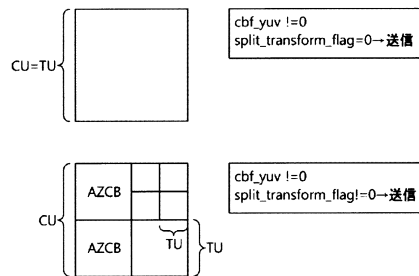 CU=TU
cbf_yuv !=0
split_transform_flag=0→送信
CU
AZCB
AZCB
TU
TU
cbf_yuv !=0
split_transform_flag!=0→送信